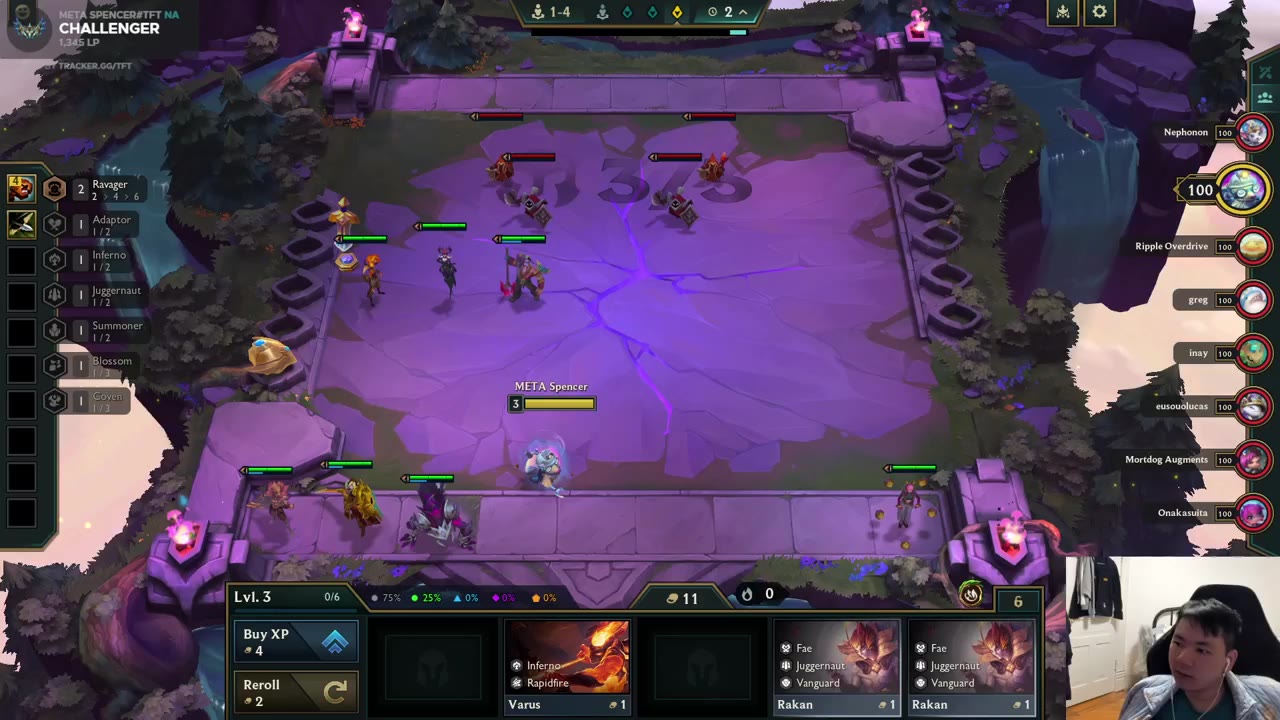 META SPENCER#TFT NA
CHALLENGER
1,345 LP
BY TRACKER.GG/TFT
1-4
2
Nephonon 100
100
Ripple Overdrive 100
greg 100
inay 100
eusouolucas 100
Mortdog Augments 100
Onakasuita 100
2 Ravager
2 > 4 > 6
1 Adaptor
1 / 2
1 Inferno
1 / 2
1 Juggernaut
1 / 2
1 Summoner
1 / 2
1 Blossom
1 / 3
1 Coven
1 / 3
META Spencer
3
Lvl. 3 0/6
75% 25% 0% 0% 0%
11
0
6
Buy XP
4
Reroll
2
Inferno
Rapidfire
Varus 1
Fae
Juggernaut
Vanguard
Rakan 1
Fae
Juggernaut
Vanguard
Rakan 1